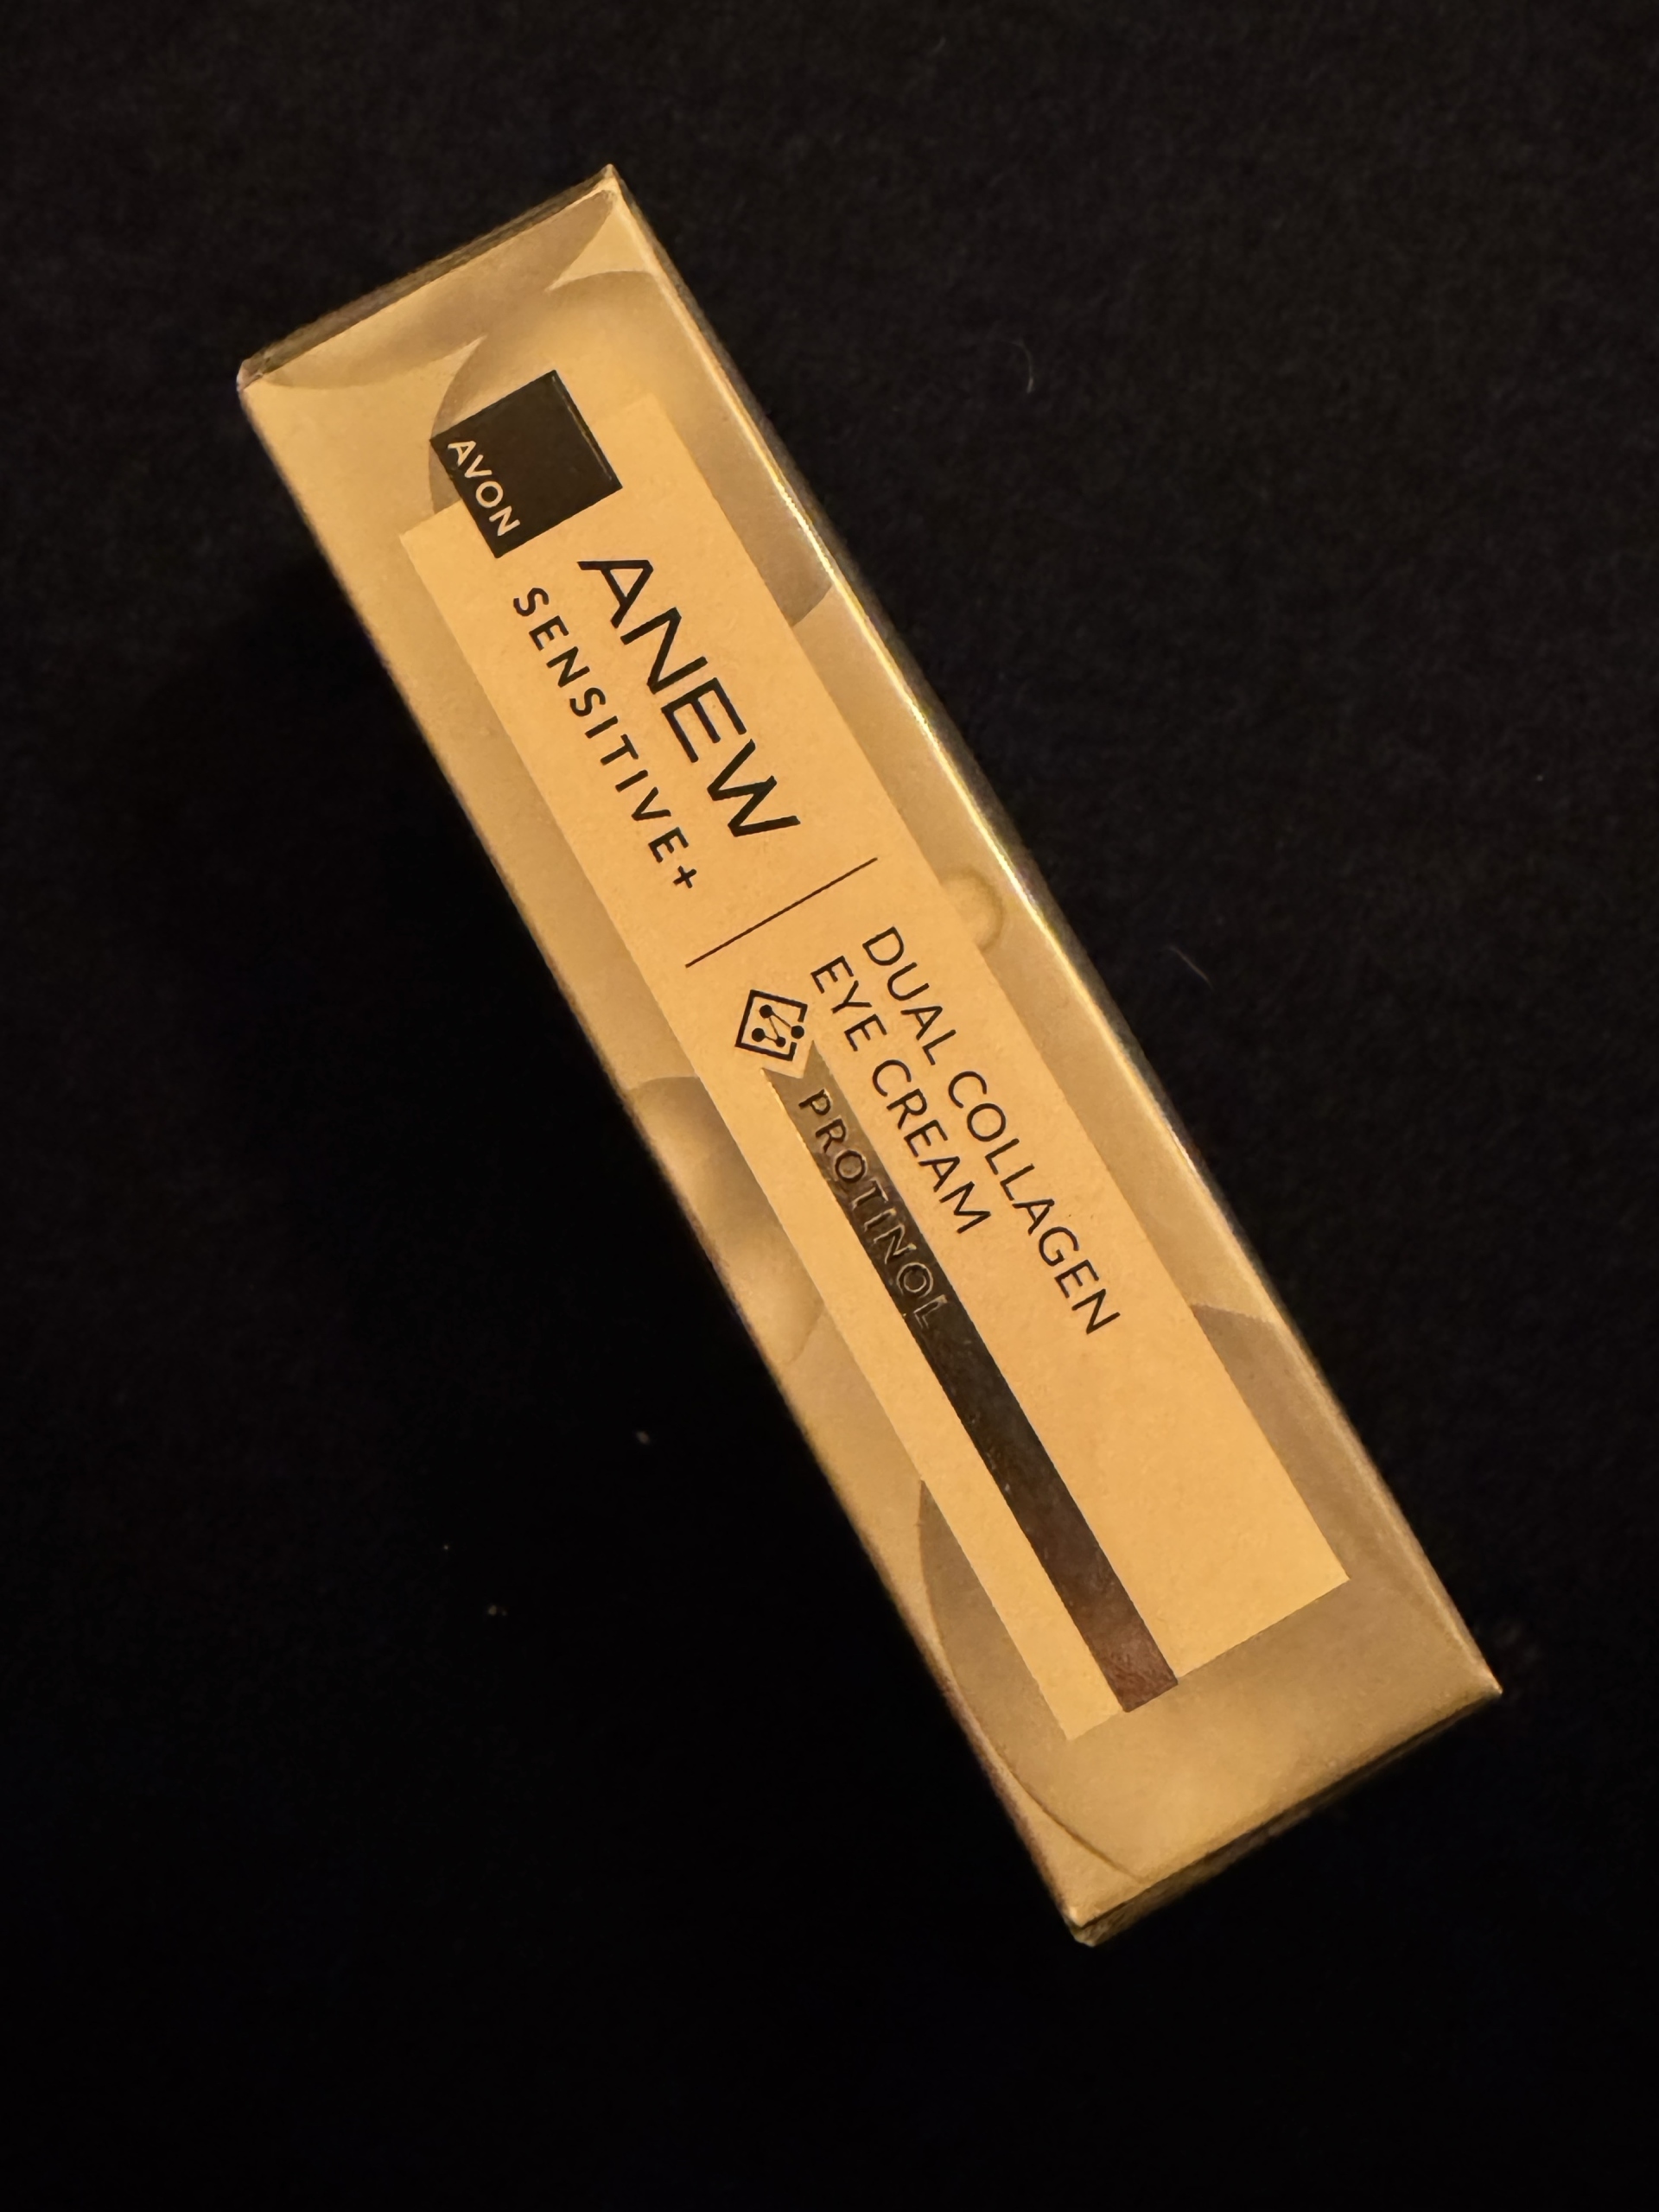 AVON
ANEW
SENSITIVE+
DUAL COLLAGEN
EYE CREAM
PROTINOL